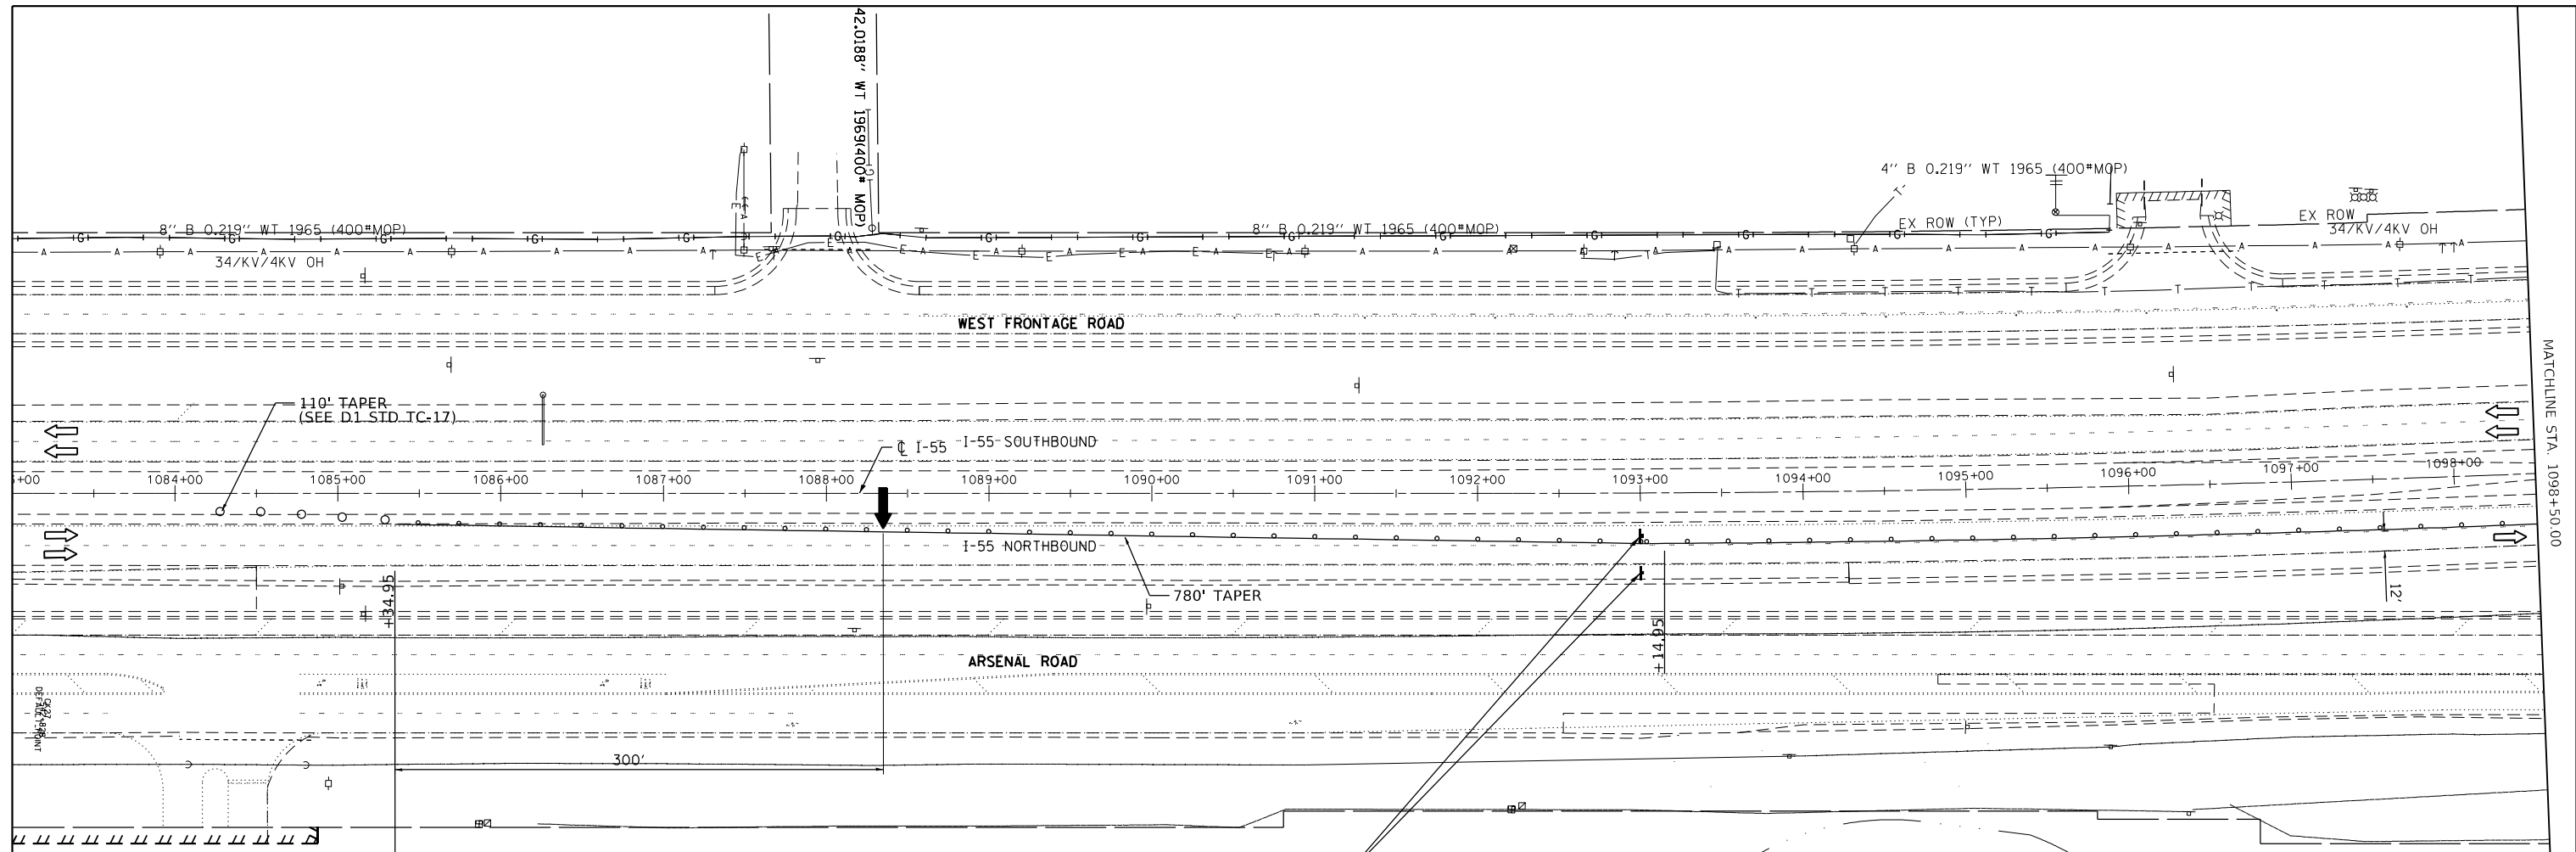 42.0188'' WT 1969(400# MOP)
4'' B 0.219'' WT 1965 (400#MOP)
8'' B 0.219'' WT 1965 (400#MOP)
8'' B 0.219'' WT 1965 (400#MOP)
EX ROW (TYP)
EX ROW
34/KV/4KV OH
34/KV/4KV OH
WEST FRONTAGE ROAD
110' TAPER
(SEE D1 STD TC-17)
I-55 SOUTHBOUND
℄ I-55
1084+00
1085+00
1086+00
1087+00
1088+00
1089+00
1090+00
1091+00
1092+00
1093+00
1094+00
1095+00
1096+00
1097+00
1098+00
MATCHLINE STA. 1098+50.00
I-55 NORTHBOUND
+34.95
780' TAPER
12'
+14.95
ARSENAL ROAD
300'